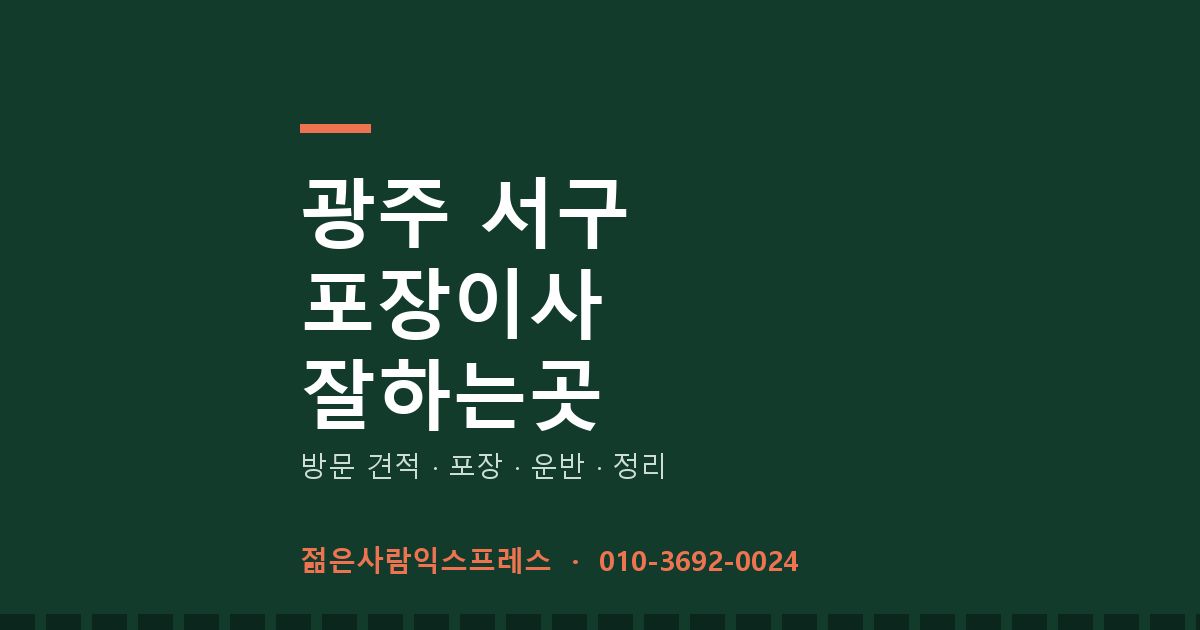 광주 서구
포장이사
잘하는곳
방문 견적 · 포장 · 운반 · 정리
젊은사람익스프레스 · 010-3692-0024